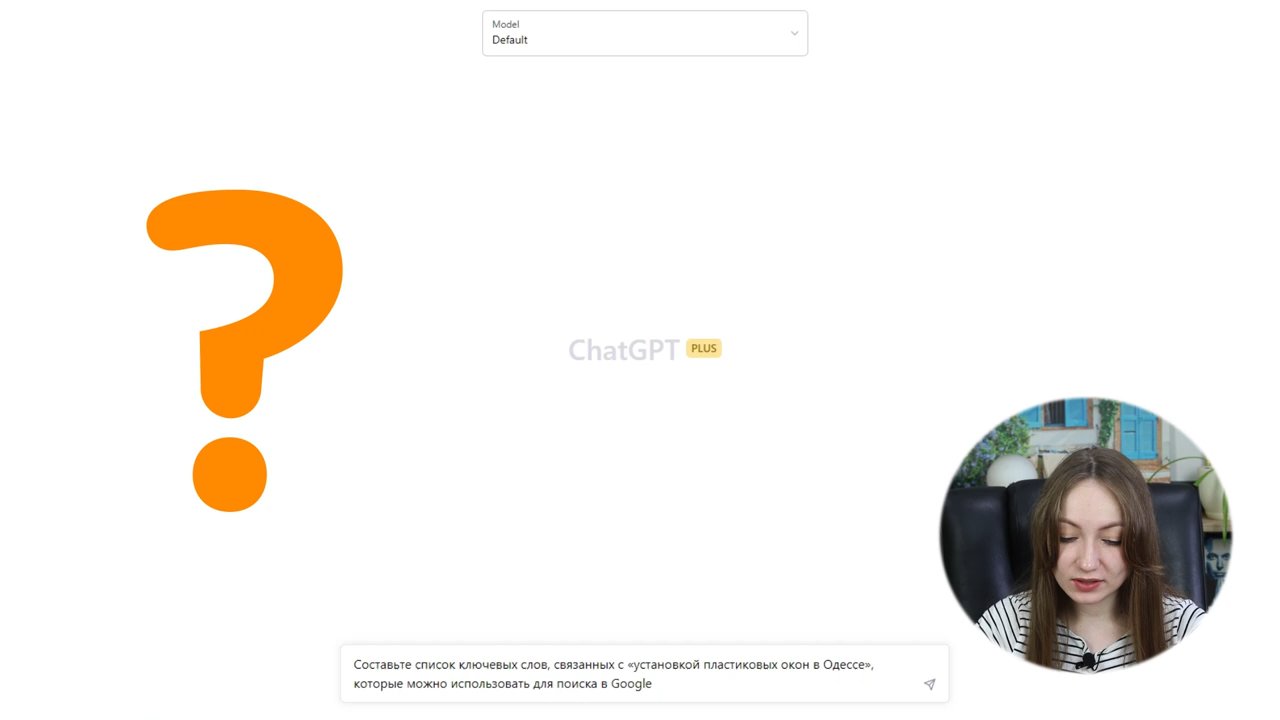 Model
Default
?
ChatGPT PLUS
Составьте список ключевых слов, связанных с «установкой пластиковых окон в Одессе»,
которые можно использовать для поиска в Google